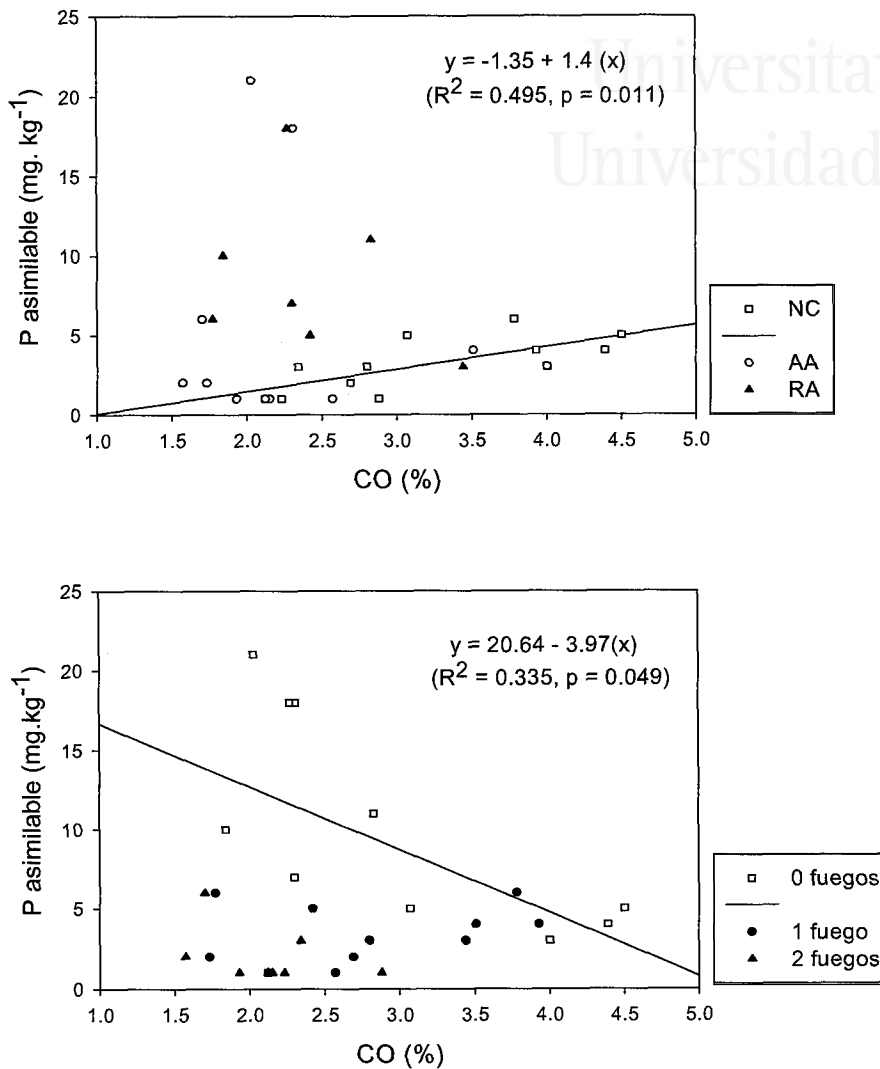 Universitat
Universidad
25
20
15
10
5
0
P asimilable (mg. kg-1)
y = -1.35 + 1.4 (x)
(R2 = 0.495, p = 0.011)
1.0 1.5 2.0 2.5 3.0 3.5 4.0 4.5 5.0
CO (%)
NC
AA
RA
25
20
15
10
5
0
P asimilable (mg.kg-1)
y = 20.64 - 3.97(x)
(R2 = 0.335, p = 0.049)
1.0 1.5 2.0 2.5 3.0 3.5 4.0 4.5 5.0
CO (%)
0 fuegos
1 fuego
2 fuegos